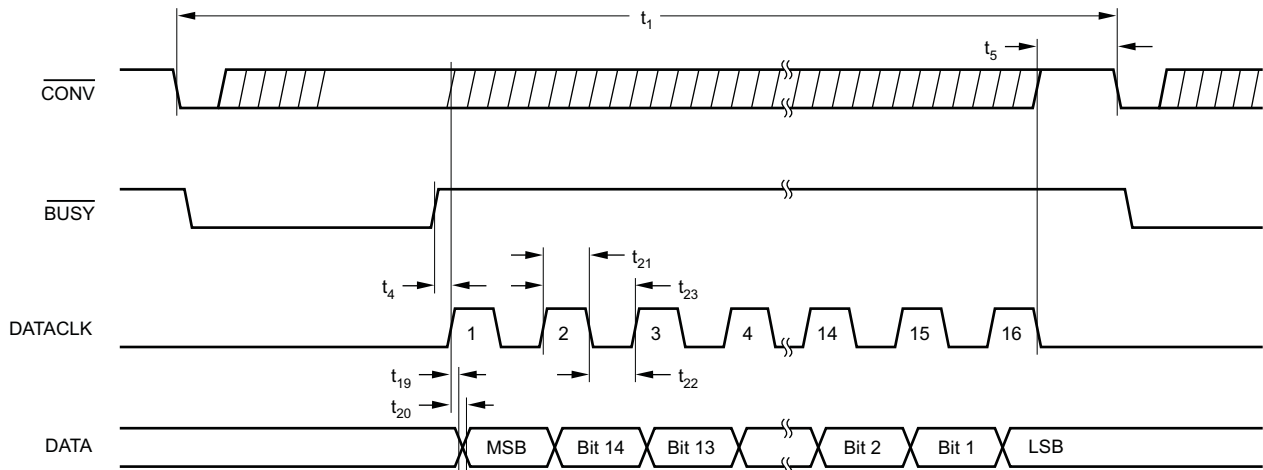 t1
t5
CONV
BUSY
t21
t4
t23
DATACLK
1 2 3 4 14 15 16
t19
t22
t20
DATA
MSB Bit 14 Bit 13 Bit 2 Bit 1 LSB